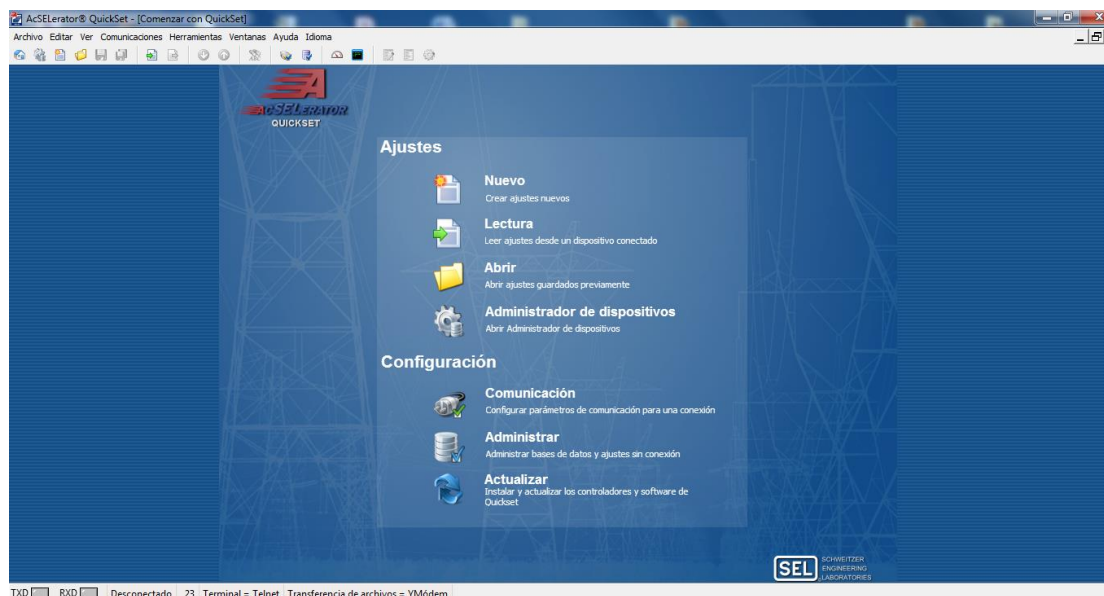 AcSELerator® QuickSet - [Comenzar con QuickSet]
Archivo Editar Ver Comunicaciones Herramientas Ventanas Ayuda Idioma
ACSELERATOR
QUICKSET
Ajustes
Nuevo
Crear ajustes nuevos
Lectura
Leer ajustes desde un dispositivo conectado
Abrir
Abrir ajustes guardados previamente
Administrador de dispositivos
Abrir Administrador de dispositivos
Configuración
Comunicación
Configurar parámetros de comunicación para una conexión
Administrar
Administrar bases de datos y ajustes sin conexión
Actualizar
Instalar y actualizar los controladores y software de
Quickset
SEL
SCHWEITZER
ENGINEERING
LABORATORIES
TXD RXD Desconectado 23 Terminal = Telnet Transferencia de archivos = YMódem